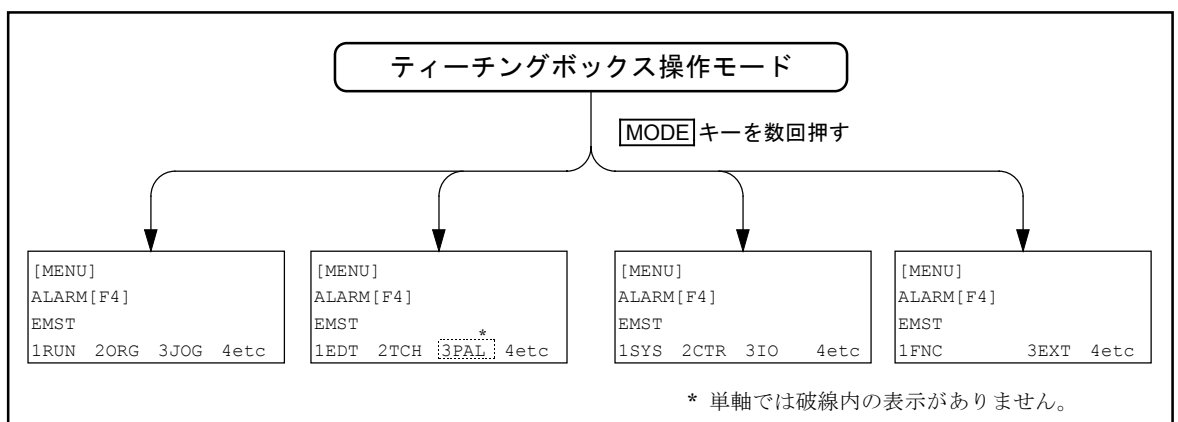 ティーチングボックス操作モード
MODE キーを数回押す
[MENU]
ALARM[F4]
EMST
1RUN 2ORG 3JOG 4etc
[MENU]
ALARM[F4]
EMST
*
1EDT 2TCH 3PAL 4etc
[MENU]
ALARM[F4]
EMST
1SYS 2CTR 3IO 4etc
[MENU]
ALARM[F4]
EMST
1FNC 3EXT 4etc
* 単軸では破線内の表示がありません。